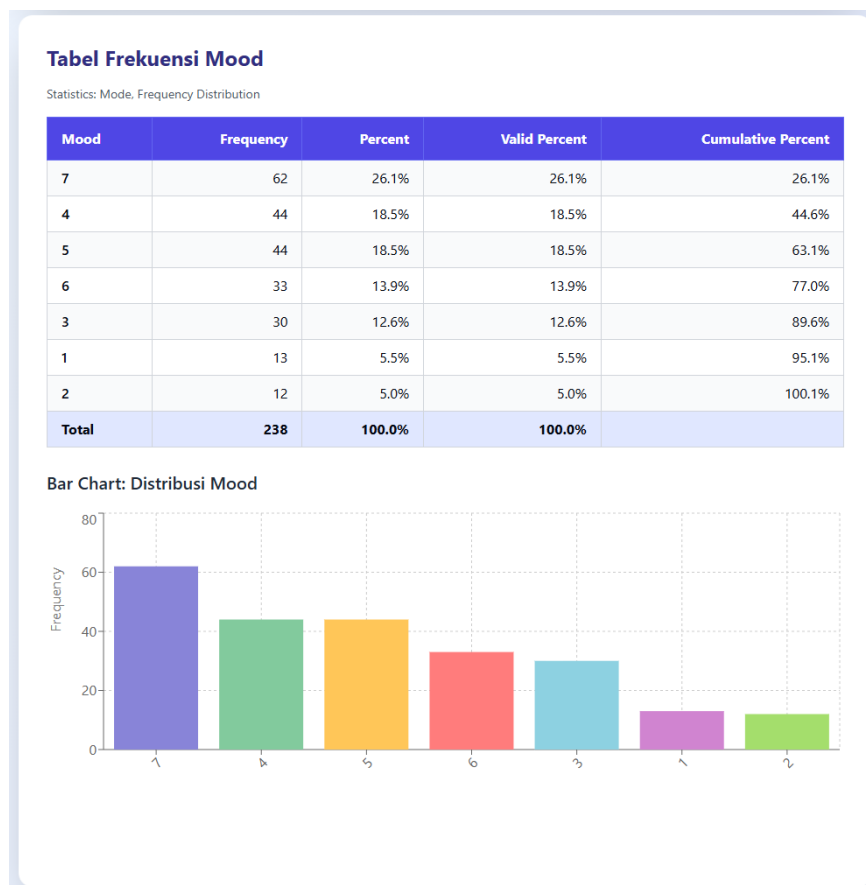 Tabel Frekuensi Mood
Statistics: Mode, Frequency Distribution
Mood Frequency Percent Valid Percent Cumulative Percent
7 62 26.1% 26.1% 26.1%
4 44 18.5% 18.5% 44.6%
5 44 18.5% 18.5% 63.1%
6 33 13.9% 13.9% 77.0%
3 30 12.6% 12.6% 89.6%
1 13 5.5% 5.5% 95.1%
2 12 5.0% 5.0% 100.1%
Total 238 100.0% 100.0%
Bar Chart: Distribusi Mood
80
60
40
20
0
Frequency
7 4 5 6 3 1 2